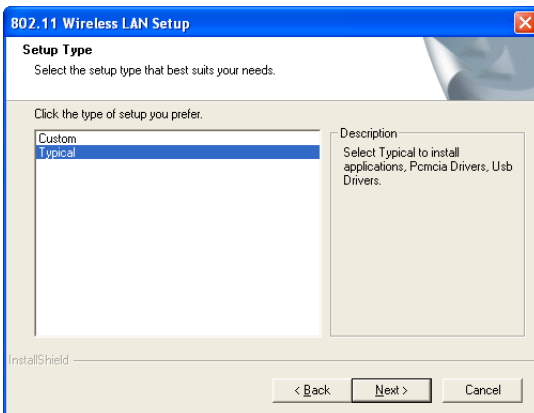 802.11 Wireless LAN Setup
Setup Type
Select the setup type that best suits your needs.
Click the type of setup you prefer.
Custom
Typical
Description
Select Typical to install
applications, Pcmcia Drivers, Usb
Drivers.
InstallShield
< Back
Next >
Cancel